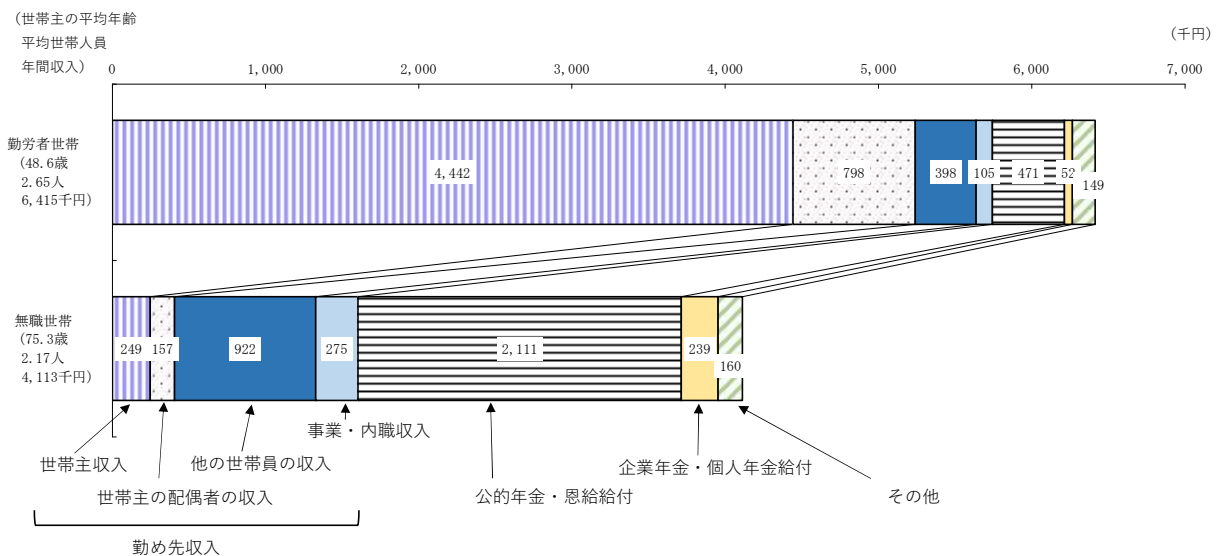 （世帯主の平均年齢
平均世帯人員
年間収入）
（千円）
0 1,000 2,000 3,000 4,000 5,000 6,000 7,000
勤労者世帯
（48.6歳
2.65人
6,415千円）
4,442 798 398 105 471 52 149
無職世帯
（75.3歳
2.17人
4,113千円）
249 157 922 275 2,111 239 160
事業・内職収入
世帯主収入 他の世帯員の収入 企業年金・個人年金給付
世帯主の配偶者の収入 公的年金・恩給給付 その他
勤め先収入